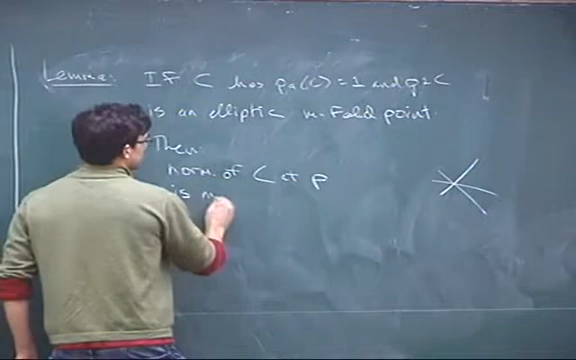 Lemma: If C has pa(C)=1 and p∈C
is an elliptic m-fold point.
Then
norm. of C at p
is m